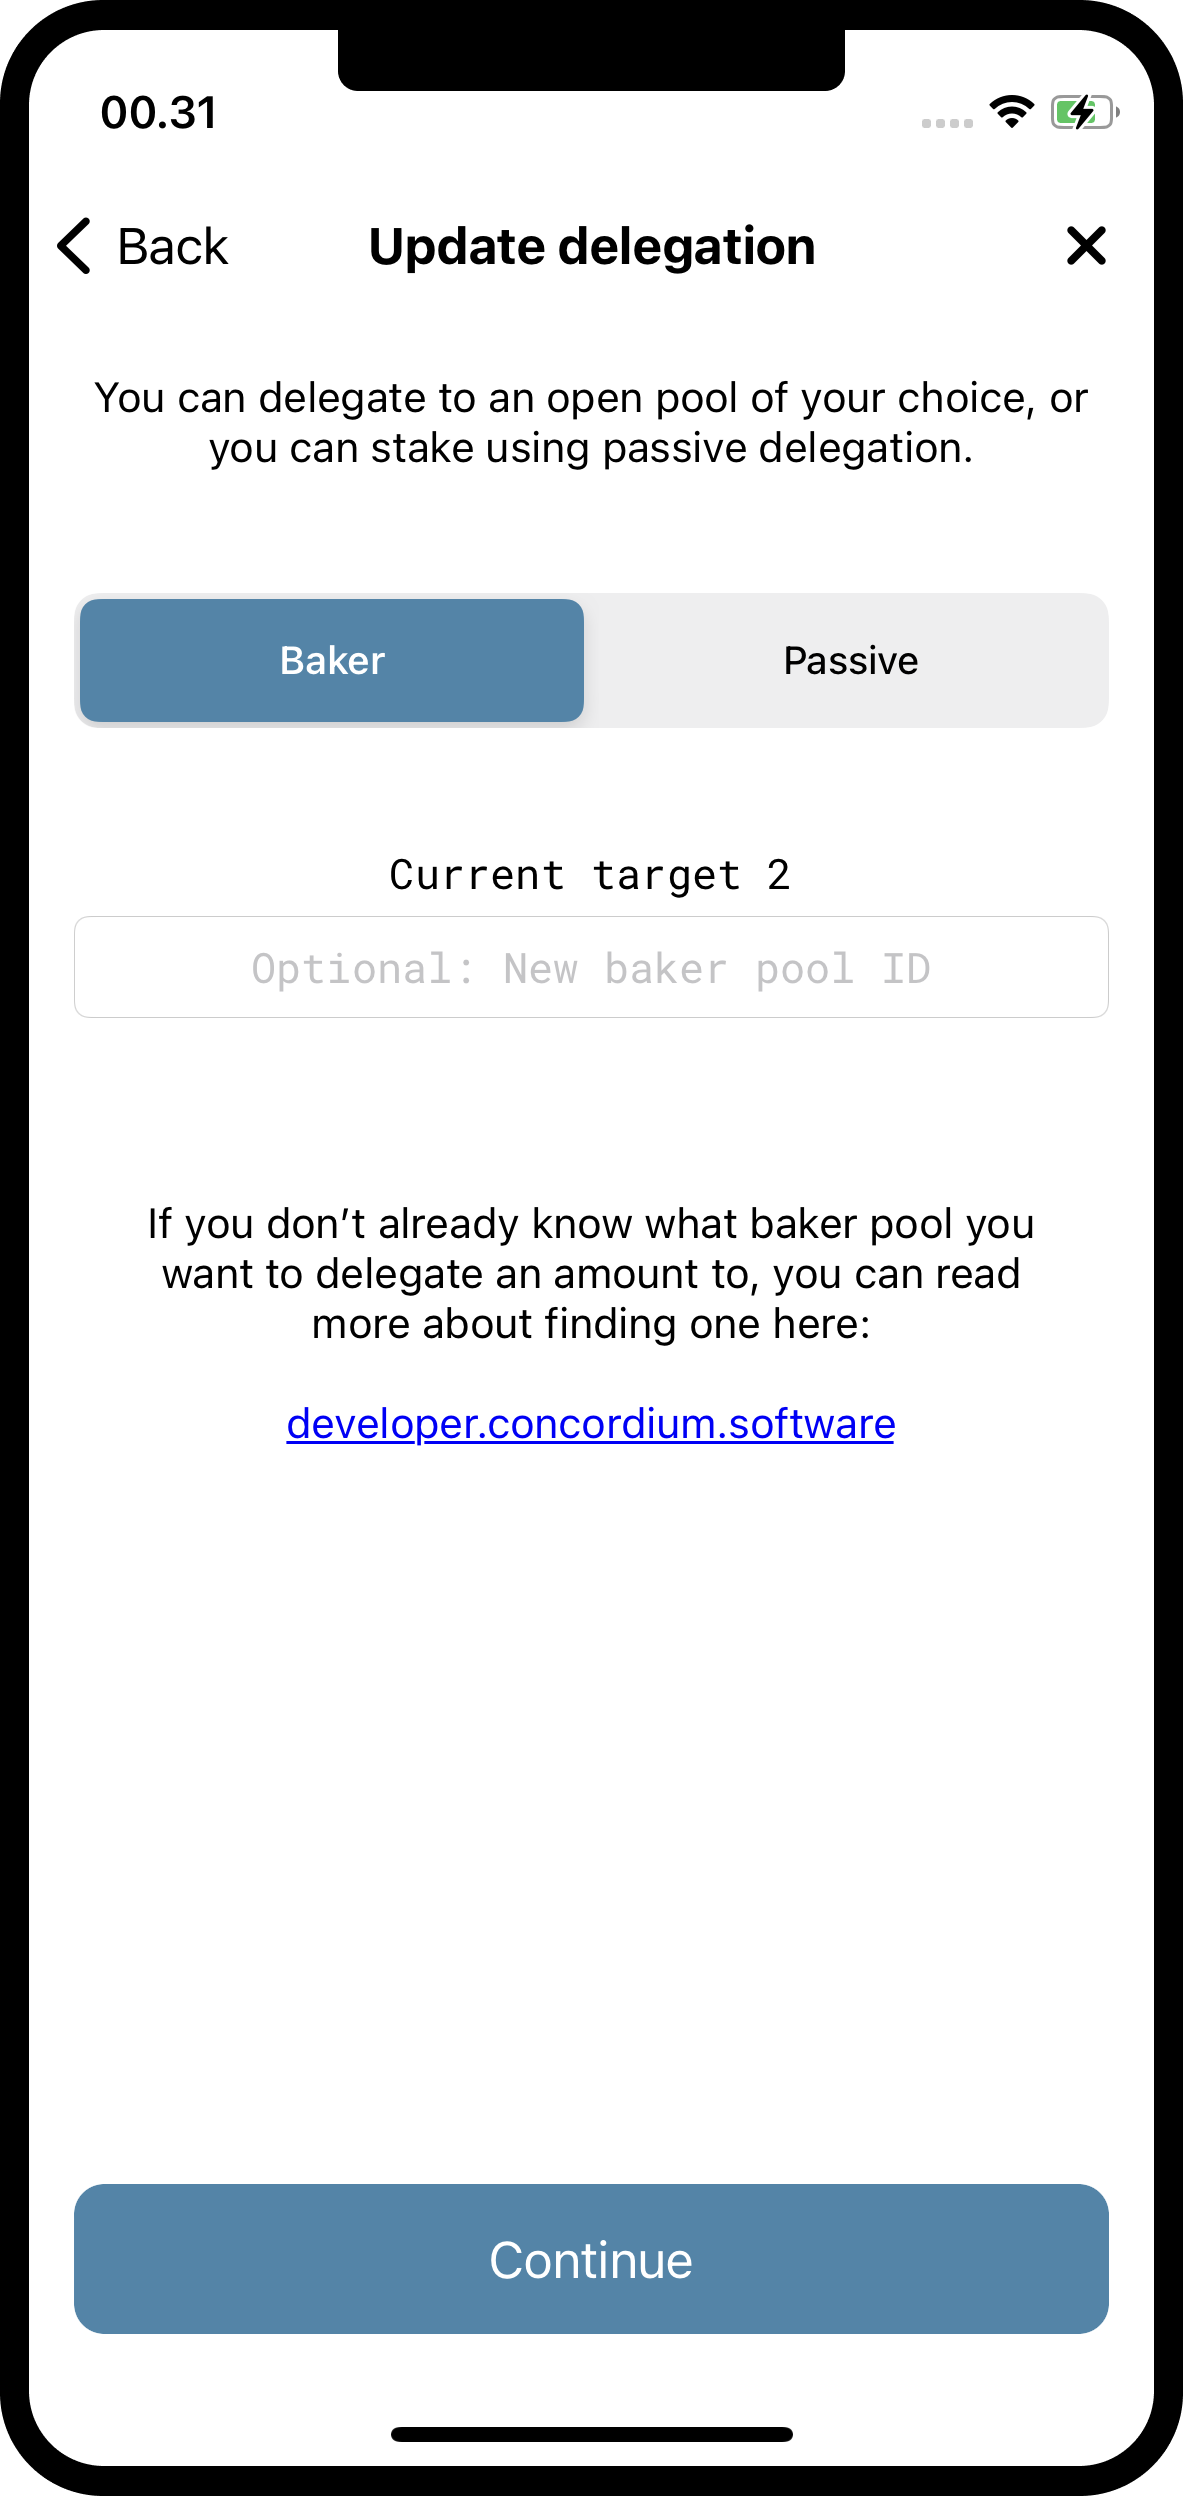 00.31
Back
Update delegation
You can delegate to an open pool of your choice, or
you can stake using passive delegation.
Baker
Passive
Current target 2
Optional: New baker pool ID
If you don’t already know what baker pool you
want to delegate an amount to, you can read
more about finding one here:
developer.concordium.software
Continue